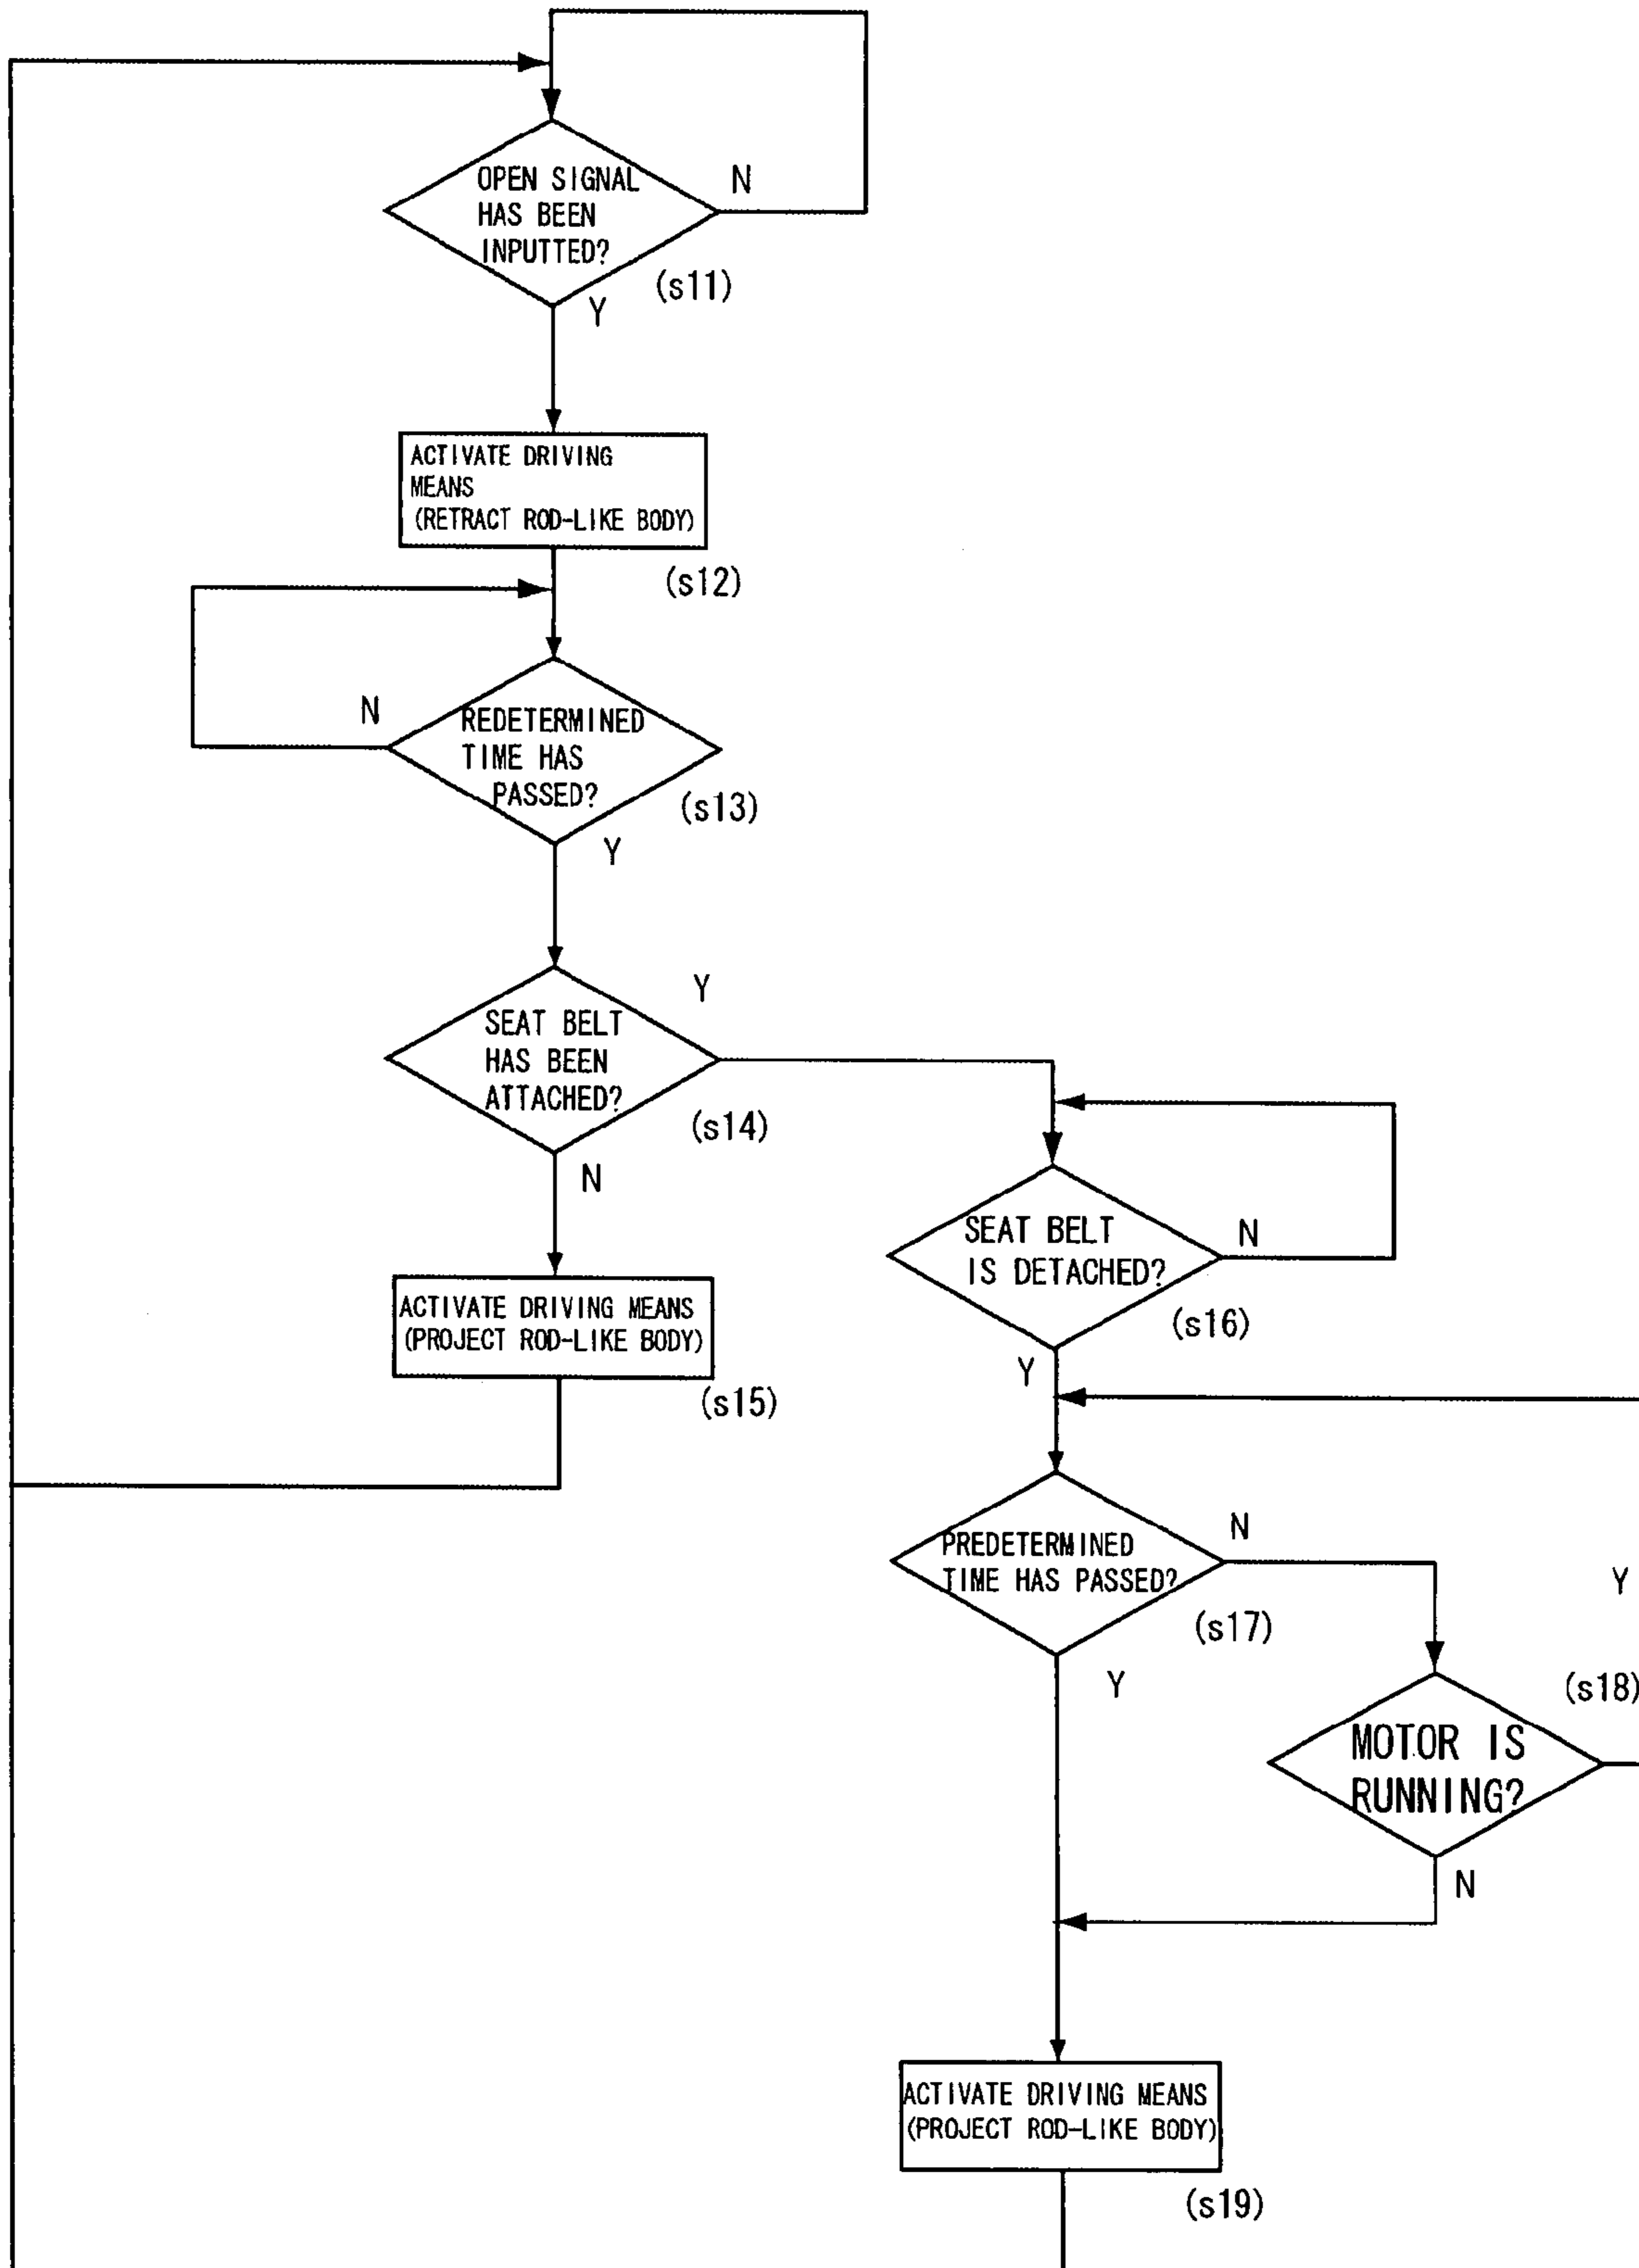 OPEN SIGNAL
HAS BEEN
INPUTTED?
N
(s11)
Y
ACTIVATE DRIVING
MEANS
(RETRACT ROD-LIKE BODY)
(s12)
N
REDETERMINED
TIME HAS
PASSED?
(s13)
Y
Y
SEAT BELT
HAS BEEN
ATTACHED?
(s14)
N
SEAT BELT
IS DETACHED?
N
(s16)
Y
ACTIVATE DRIVING MEANS
(PROJECT ROD-LIKE BODY)
(s15)
PREDETERMINED
TIME HAS PASSED?
N
(s17)
Y
Y
(s18)
MOTOR IS
RUNNING?
N
ACTIVATE DRIVING MEANS
(PROJECT ROD-LIKE BODY)
(s19)